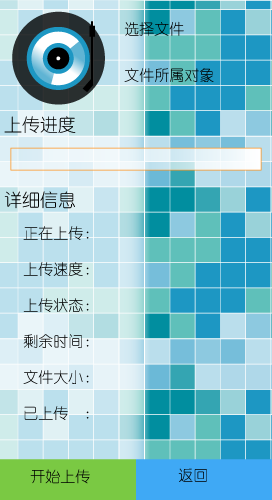 选择文件
文件所属对象
上传进度
详细信息
正在上传:
上传速度:
上传状态:
剩余时间:
文件大小:
已上传 :
开始上传
返回